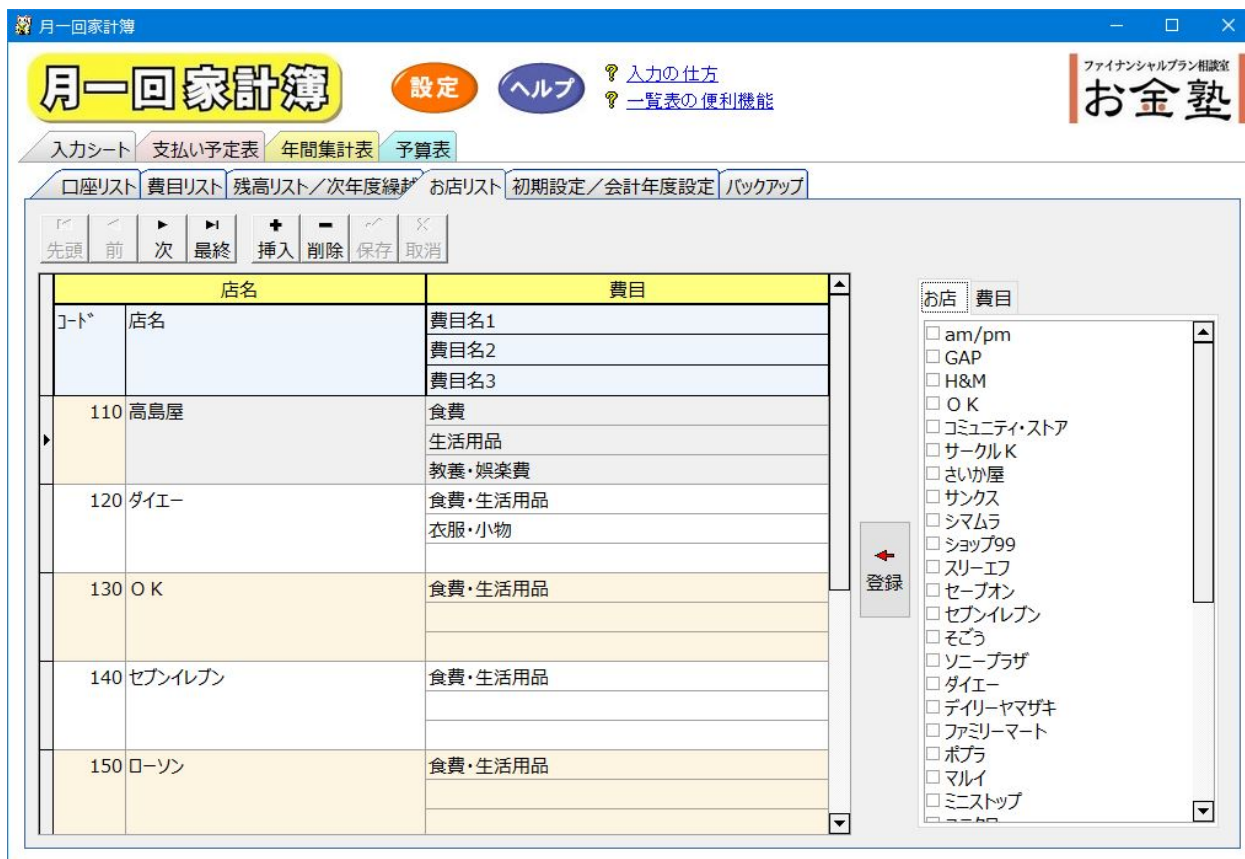 月一回家計簿
月一回家計簿
設定
ヘルプ
? 入力の仕方
? 一覧表の便利機能
ファイナンシャルプラン相談室
お金塾
入力シート 支払い予定表 年間集計表 予算表
口座リスト 費目リスト 残高リスト/次年度繰越 お店リスト 初期設定/会計年度設定 バックアップ
先頭 前 次 最終 挿入 削除 保存 取消
店名 費目
コード 店名 費目名1
費目名2
費目名3
110 高島屋 食費
生活用品
教養・娯楽費
120 ダイエー 食費・生活用品
衣服・小物
130 OK 食費・生活用品
140 セブンイレブン 食費・生活用品
150 ローソン 食費・生活用品
登録
お店 費目
am/pm
GAP
H&M
OK
コミュニティ・ストア
サークルK
さいか屋
サンクス
シマムラ
ショップ99
スリーエフ
セーブオン
セブンイレブン
そごう
ソニープラザ
ダイエー
デイリーヤマザキ
ファミリーマート
ポプラ
マルイ
ミニストップ